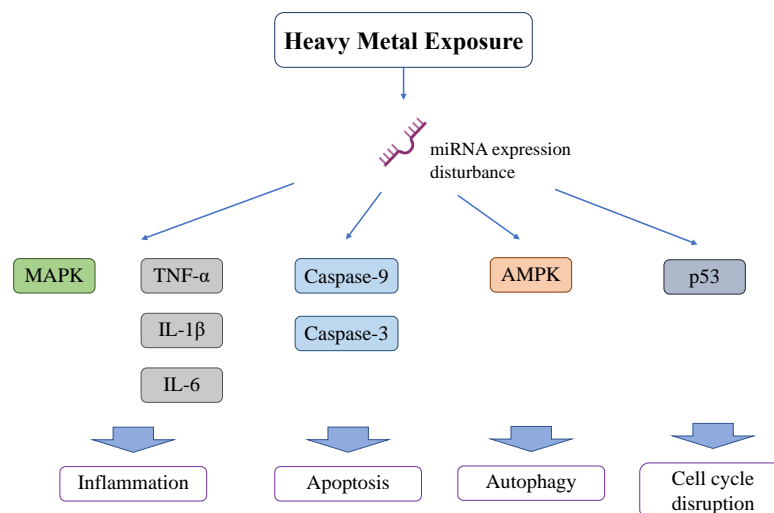 Heavy Metal Exposure
miRNA expression
disturbance
MAPK
TNF-α
Caspase-9
AMPK
p53
IL-1β
Caspase-3
IL-6
Inflammation
Apoptosis
Autophagy
Cell cycle
disruption